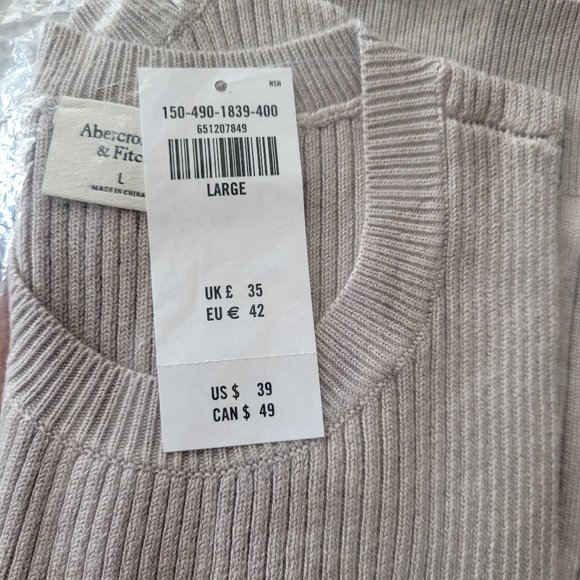 NSH
150-490-1839-400
651207849
LARGE
UK £ 35
EU € 42
US $ 39
CAN $ 49
& Fitc
L
MADE IN CHINA